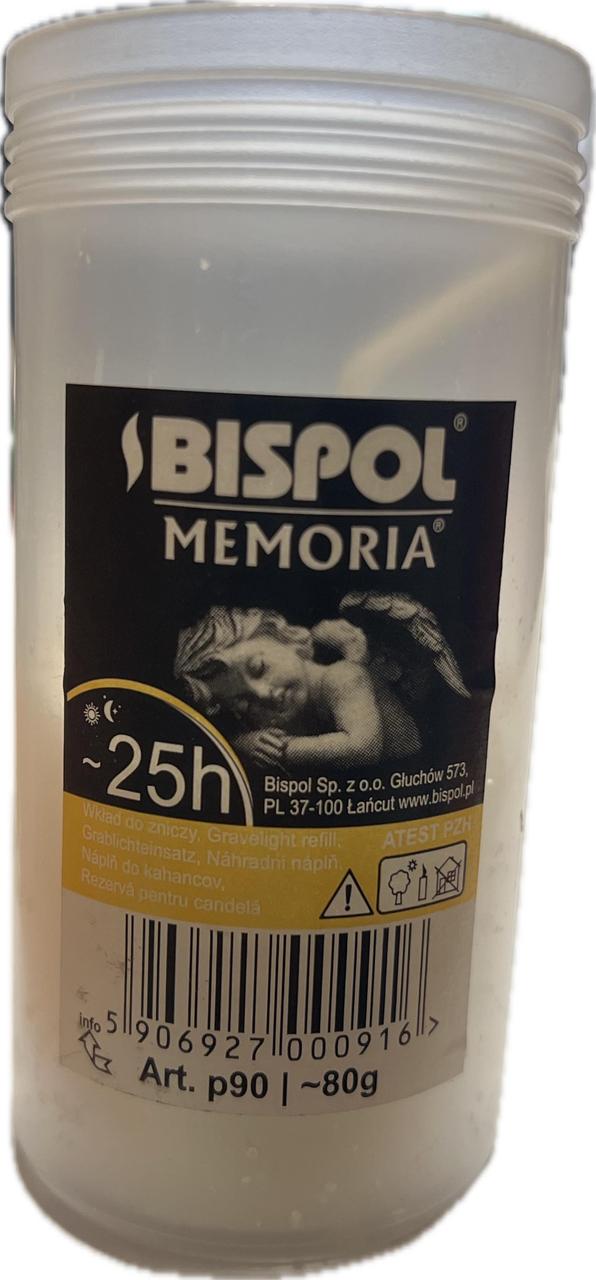 BISPOL®
MEMORIA®
~25h
Bispol Sp. z o.o. Głuchów 573,
PL 37-100 Łańcut www.bispol.pl
Wkład do zniczy, Gravelight refill,
Grablichteinsatz, Náhradní náplň,
Náplň do kahancov,
Rezervă pentru candelă
ATEST PZH
info
5 906927 000916 >
Art. p90 | ~80g